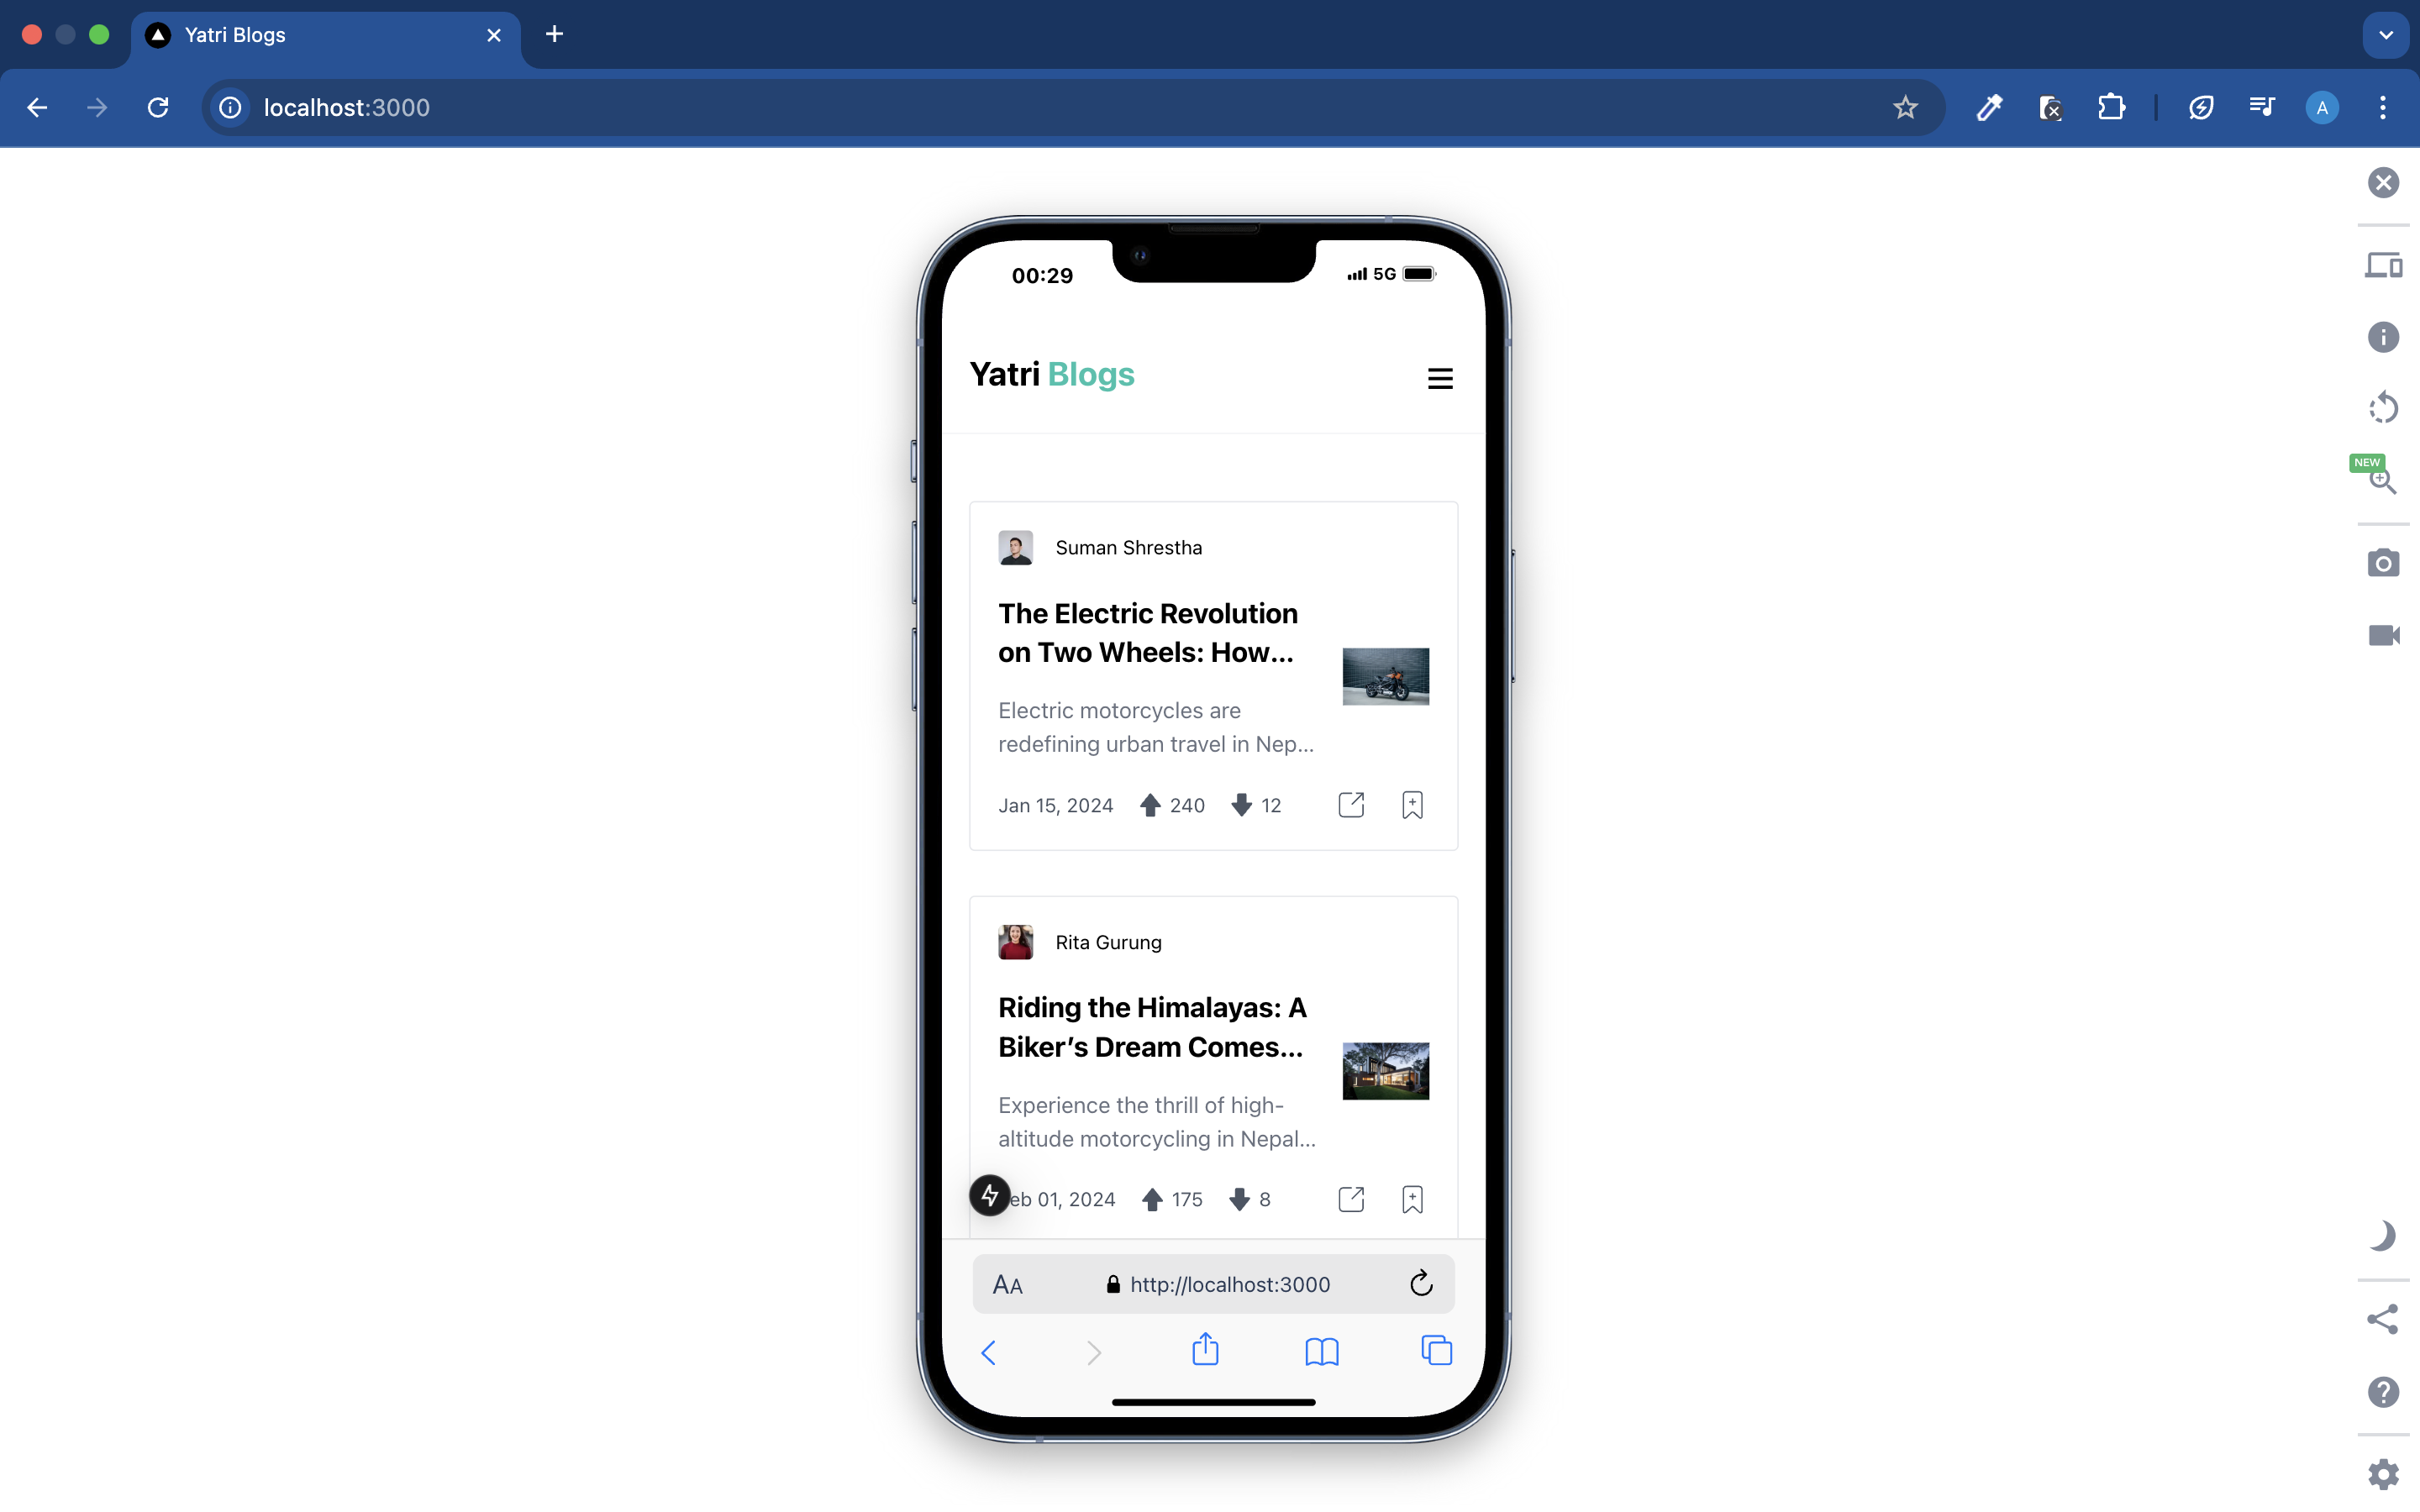 Yatri Blogs
localhost:3000
A
NEW
00:29
5G
Yatri Blogs
Suman Shrestha
The Electric Revolution
on Two Wheels: How...
Electric motorcycles are
redefining urban travel in Nep...
Jan 15, 2024 240 12
Rita Gurung
Riding the Himalayas: A
Biker’s Dream Comes...
Experience the thrill of high-
altitude motorcycling in Nepal...
eb 01, 2024 175 8
AA http://localhost:3000